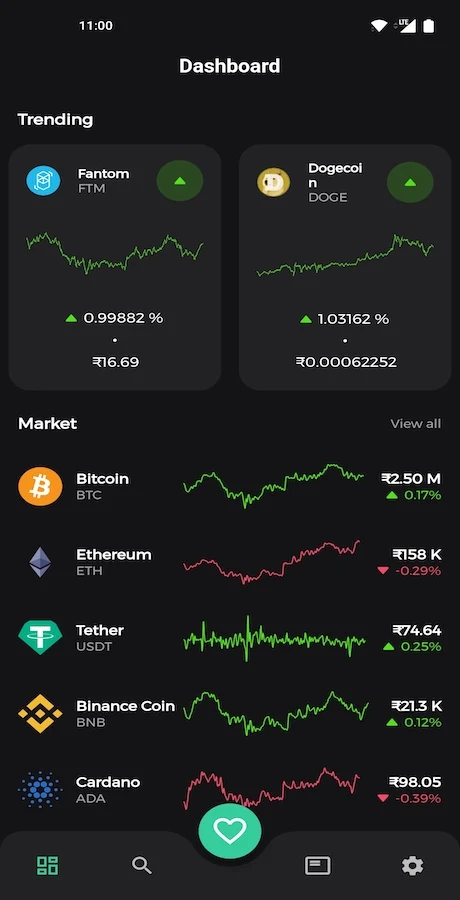 11:00
LTE
Dashboard
Trending
Fantom
FTM
Dogecoi
n
DOGE
0.99882 %
•
₹16.69
1.03162 %
•
₹0.00062252
Market
View all
Bitcoin
BTC
₹2.50 M
0.17%
Ethereum
ETH
₹158 K
-0.29%
Tether
USDT
₹74.64
0.25%
Binance Coin
BNB
₹21.3 K
0.12%
Cardano
ADA
₹98.05
-0.39%